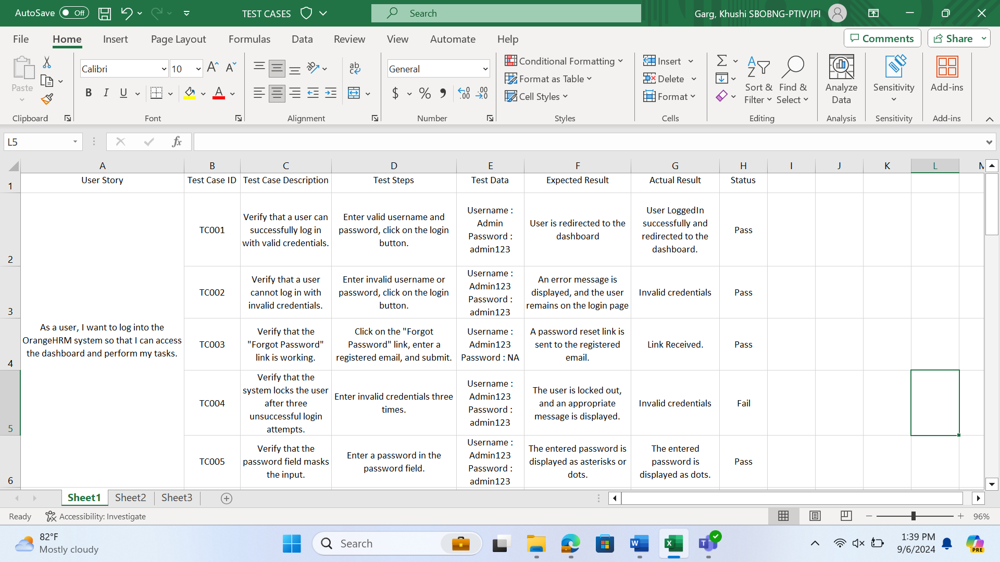 AutoSave Off TEST CASES Search Garg, Khushi SBOBNG-PTIV/IPI
File Home Insert Page Layout Formulas Data Review View Automate Help Comments Share
Paste
Calibri 10
B I U
ab
General
$ % ,
Conditional Formatting
Format as Table
Cell Styles
Insert
Delete
Format
Sort & Filter
Find & Select
Analyze Data
Sensitivity
Add-ins
Clipboard Font Alignment Number Styles Cells Editing Analysis Sensitivity Add-ins
L5 fx
A B C D E F G H I J K L M
1
User Story
Test Case ID
Test Case Description
Test Steps
Test Data
Expected Result
Actual Result
Status
As a user, I want to log into the
OrangeHRM system so that I can access
the dashboard and perform my tasks.
2
TC001
Verify that a user can
successfully log in
with valid credentials.
Enter valid username and
password, click on the login
button.
Username :
Admin
Password :
admin123
User is redirected to the
dashboard
User LoggedIn
successfully and
redirected to the
dashboard.
Pass
3
TC002
Verify that a user
cannot log in with
invalid credentials.
Enter invalid username or
password, click on the login
button.
Username :
Admin123
Password :
admin123
An error message is
displayed, and the user
remains on the login page
Invalid credentials
Pass
4
TC003
Verify that the
"Forgot Password"
link is working.
Click on the "Forgot
Password" link, enter a
registered email, and submit.
Username :
Admin123
Password : NA
A password reset link is
sent to the registered
email.
Link Received.
Pass
5
TC004
Verify that the
system locks the user
after three
unsuccessful login
attempts.
Enter invalid credentials three
times.
Username :
Admin123
Password :
admin123
The user is locked out,
and an appropriate
message is displayed.
Invalid credentials
Fail
6
TC005
Verify that the
password field masks
the input.
Enter a password in the
password field.
Username :
Admin123
Password :
admin123
The entered password is
displayed as asterisks or
dots.
The entered
password is
displayed as dots.
Pass
Sheet1 Sheet2 Sheet3
Ready Accessibility: Investigate 96%
82°F
Mostly cloudy
Search
1:39 PM
9/6/2024
PRE